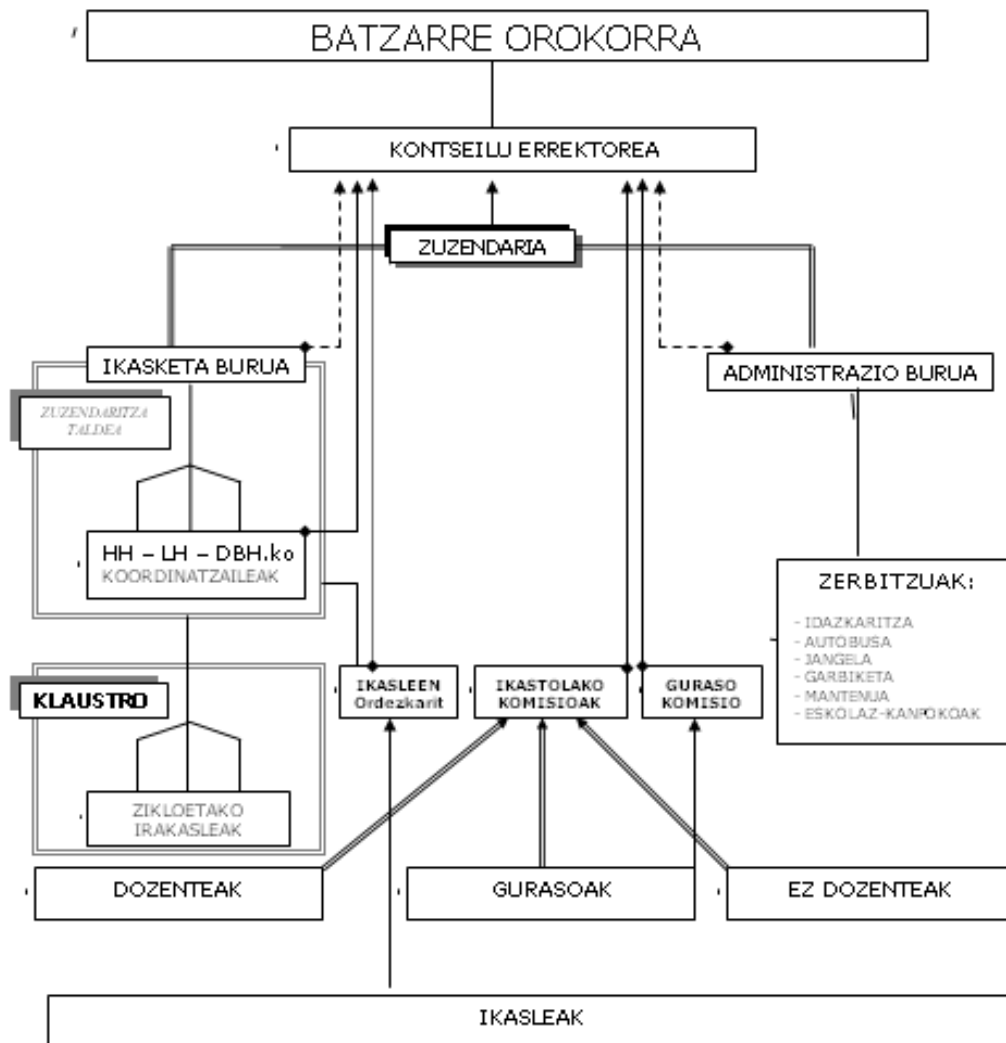 BATZARRE OROKORRA
KONTSEILU ERREKTOREA
ZUZENDARIA
IKASKETA BURUA
ADMINISTRAZIO BURUA
ZUZENDARITZA
TALDEA
HH – LH – DBH.ko
KOORDINATZAILEAK
ZERBITZUAK:
- IDAZKARITZA
- AUTOBUSA
- JANGELA
- GARBIKETA
- MANTENUA
- ESKOLAZ-KANPOKOAK
KLAUSTRO
IKASLEEN
Ordezkarit
IKASTOLAKO
KOMISIOAK
GURASO
KOMISIO
ZIKLOETAKO
IRAKASLEAK
DOZENTEAK
GURASOAK
EZ DOZENTEAK
IKASLEAK